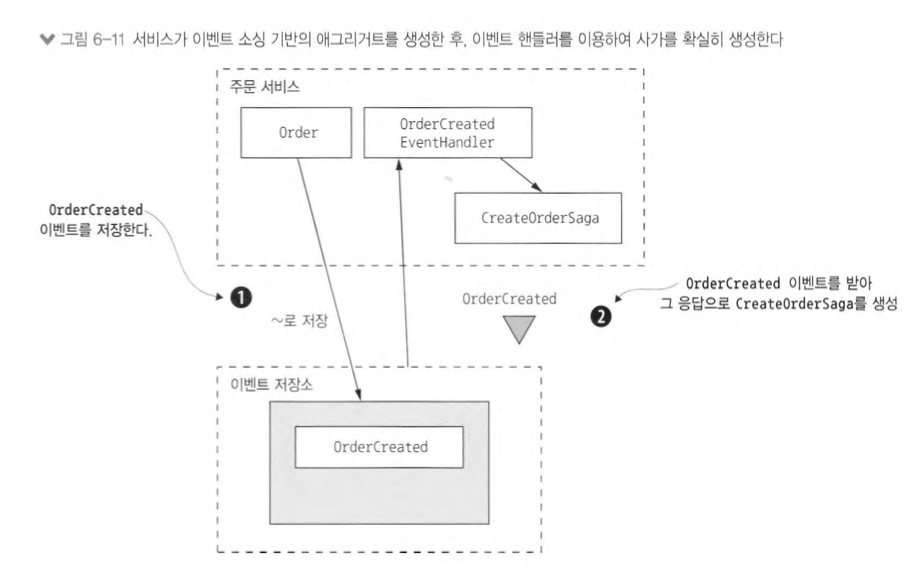 그림 6-11 서비스가 이벤트 소싱 기반의 애그리거트를 생성한 후, 이벤트 핸들러를 이용하여 사가를 확실히 생성한다
주문 서비스
Order
OrderCreated
EventHandler
CreateOrderSaga
OrderCreated
이벤트를 저장한다.
1
~로 저장
OrderCreated
2
OrderCreated 이벤트를 받아
그 응답으로 CreateOrderSaga를 생성
이벤트 저장소
OrderCreated